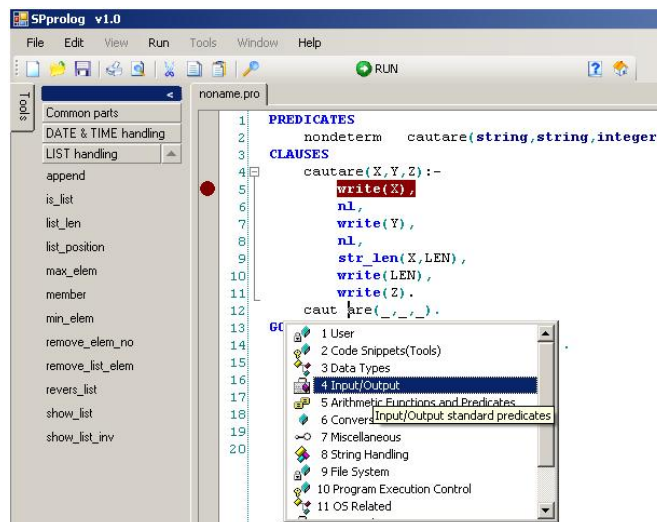 SPprolog v1.0
File Edit View Run Tools Window Help
RUN
Tools
<
noname.pro
Common parts
DATE & TIME handling
LIST handling
append
is_list
list_len
list_position
max_elem
member
min_elem
remove_elem_no
remove_list_elem
revers_list
show_list
show_list_inv
1 PREDICATES
2 nondeterm cautare(string,string,integer
3 CLAUSES
4 cautare(X,Y,Z):-
5 write(X),
6 nl,
7 write(Y),
8 nl,
9 str_len(X,LEN),
10 write(LEN),
11 write(Z).
12 caut are(_,_,_).
13 GO
14 .
15
16
17
18
19
20
1 User
2 Code Snippets(Tools)
3 Data Types
4 Input/Output
5 Arithmetic Functions and Predicates
6 Convers
Input/Output standard predicates
7 Miscellaneous
8 String Handling
9 File System
10 Program Execution Control
11 OS Related